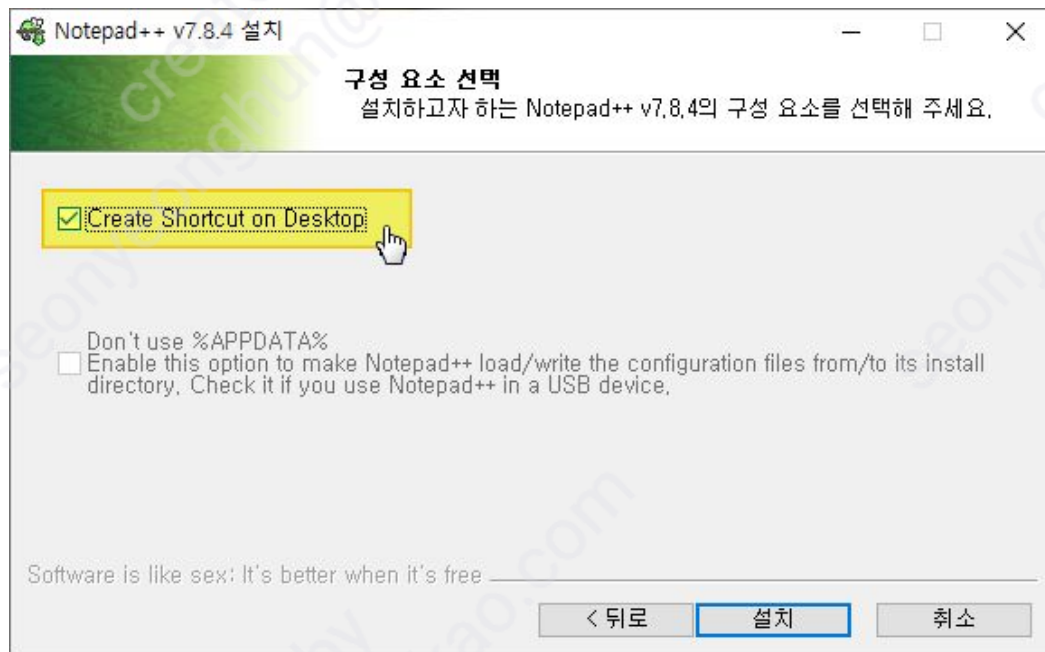 Notepad++ v7.8.4 설치
구성 요소 선택
설치하고자 하는 Notepad++ v7.8.4의 구성 요소를 선택해 주세요.
Create Shortcut on Desktop
Don't use %APPDATA%
Enable this option to make Notepad++ load/write the configuration files from/to its install
directory. Check it if you use Notepad++ in a USB device.
Software is like sex: It's better when it's free
< 뒤로
설치
취소